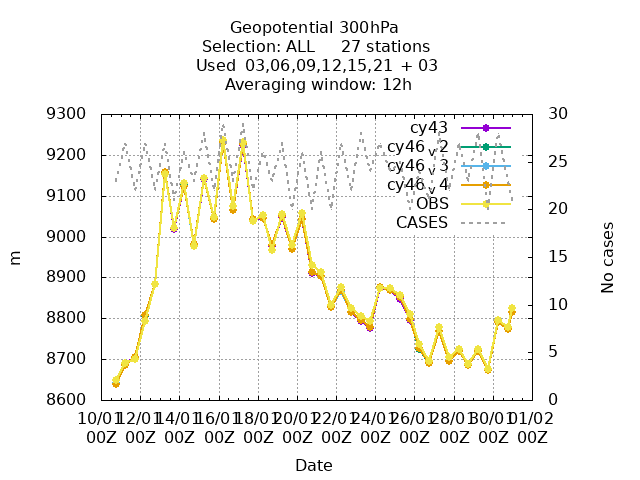 Geopotential 300hPa
Selection: ALL 27 stations
Used 03,06,09,12,15,21 + 03
Averaging window: 12h
9300
9200
9100
9000
8900
8800
8700
8600
m
30
25
20
15
10
5
0
No cases
cy43
cy46_v2
cy46_v3
cy46_v4
OBS
CASES
10/01 12/01 14/01 16/01 18/01 20/01 22/01 24/01 26/01 28/01 30/01 01/02
00Z 00Z 00Z 00Z 00Z 00Z 00Z 00Z 00Z 00Z 00Z 00Z
Date